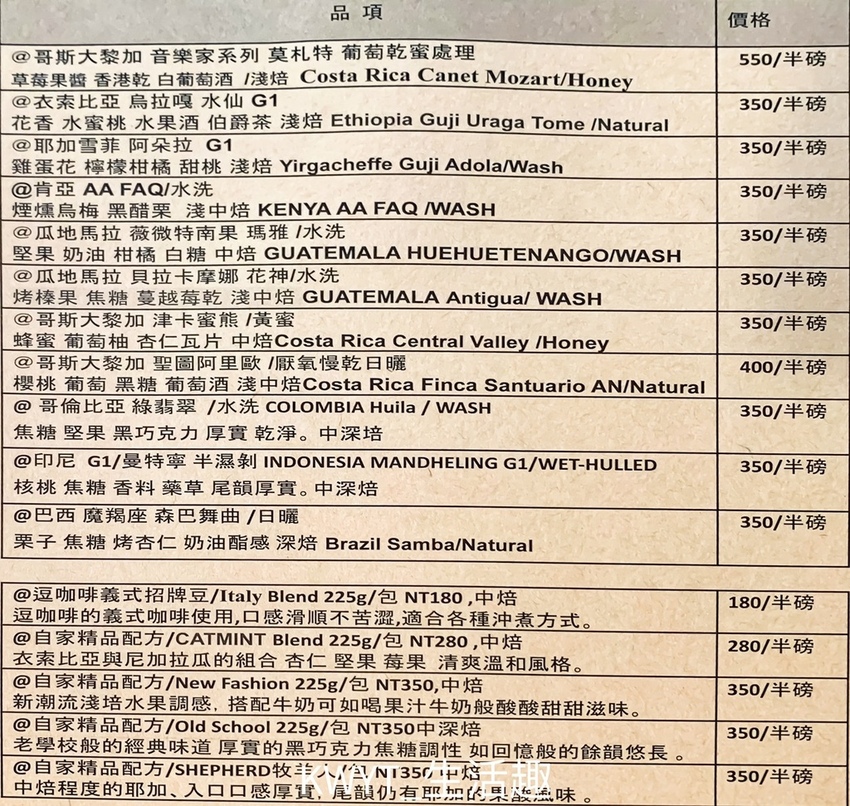 品 項 價格
@哥斯大黎加 音樂家系列 莫札特 葡萄乾蜜處理 550/半磅
草莓果醬 香港乾 白葡萄酒 /淺焙 Costa Rica Canet Mozart/Honey
@衣索比亞 烏拉嘎 水仙 G1 350/半磅
花香 水蜜桃 水果酒 伯爵茶 淺焙 Ethiopia Guji Uraga Tome /Natural
@耶加雪菲 阿朵拉 G1 350/半磅
雞蛋花 檸檬柑橘 甜桃 淺焙 Yirgacheffe Guji Adola/Wash
@肯亞 AA FAQ/水洗 350/半磅
煙燻烏梅 黑醋栗 淺中焙 KENYA AA FAQ /WASH
@瓜地馬拉 薇薇特南果 瑪雅 /水洗 350/半磅
堅果 奶油 柑橘 白糖 中焙 GUATEMALA HUEHUETENANGO/WASH
@瓜地馬拉 貝拉卡摩娜 花神/水洗 350/半磅
烤榛果 焦糖 蔓越莓乾 淺中焙 GUATEMALA Antigua/ WASH
@哥斯大黎加 津卡蜜熊 /黃蜜 350/半磅
蜂蜜 葡萄柚 杏仁瓦片 中焙Costa Rica Central Valley /Honey
@哥斯大黎加 聖圖阿里歐 /厭氧慢乾日曬 400/半磅
櫻桃 葡萄 黑糖 葡萄酒 淺中焙Costa Rica Finca Santuario AN/Natural
@ 哥倫比亞 綠翡翠 /水洗 COLOMBIA Huila / WASH 350/半磅
焦糖 堅果 黑巧克力 厚實 乾淨。中深培
@印尼 G1/曼特寧 半濕剝 INDONESIA MANDHELING G1/WET-HULLED 350/半磅
核桃 焦糖 香料 藥草 尾韻厚實。中深焙
@巴西 魔羯座 森巴舞曲 /日曬 350/半磅
栗子 焦糖 烤杏仁 奶油酯感 深焙 Brazil Samba/Natural
@逗咖啡義式招牌豆/Italy Blend 225g/包 NT180 ,中焙 180/半磅
逗咖啡的義式咖啡使用,口感滑順不苦澀,適合各種沖煮方式。
@自家精品配方/CATMINT Blend 225g/包 NT280 ,中焙 280/半磅
衣索比亞與尼加拉瓜的組合 杏仁 堅果 莓果 清爽溫和風格。
@自家精品配方/New Fashion 225g/包 NT350,中焙 350/半磅
新潮流淺培水果調感, 搭配牛奶可如喝果汁牛奶般酸酸甜甜滋味。
@自家精品配方/Old School 225g/包 NT350中深焙 350/半磅
老學校般的經典味道 厚實的黑巧克力焦糖調性 如回憶般的餘韻悠長。
@自家精品配方/SHEPHERD牧羊 NT350 中焙 350/半磅
中焙程度的耶加、入口口感厚實, 尾韻仍有耶加的果酸風味。
KWYT 生活趣